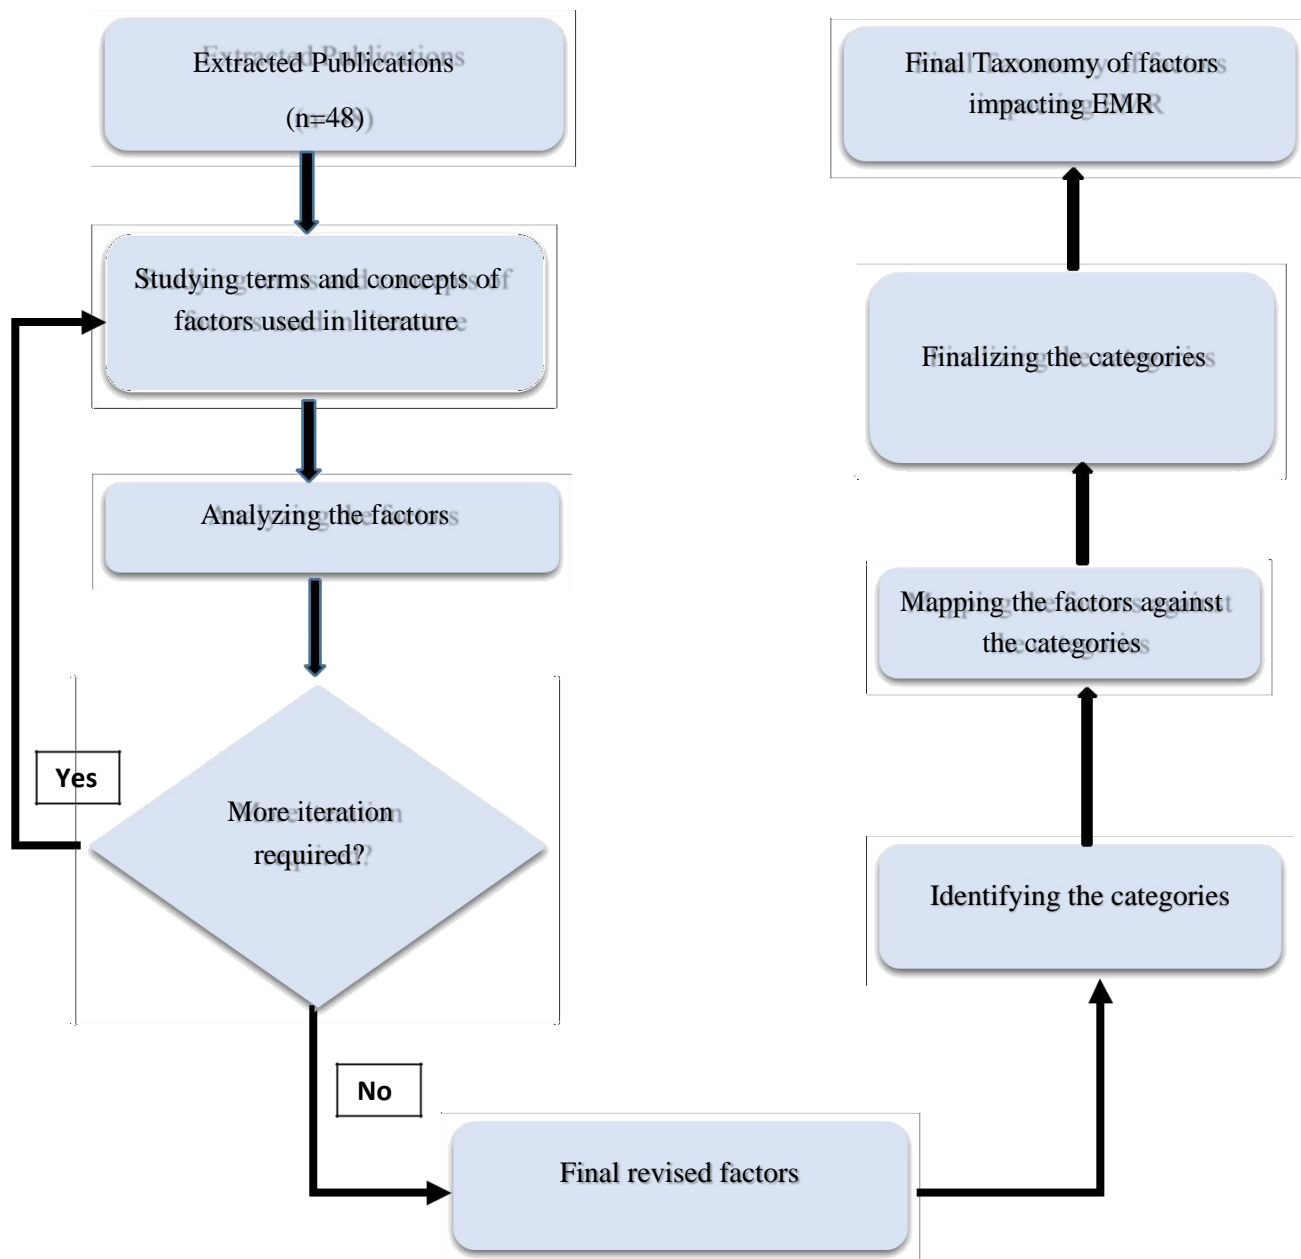 Extracted Publications
(n=48)
Studying terms and concepts of
factors used in literature
Analyzing the factors
More iteration
required?
Yes
No
Final revised factors
Identifying the categories
Mapping the factors against
the categories
Finalizing the categories
Final Taxonomy of factors
impacting EMR